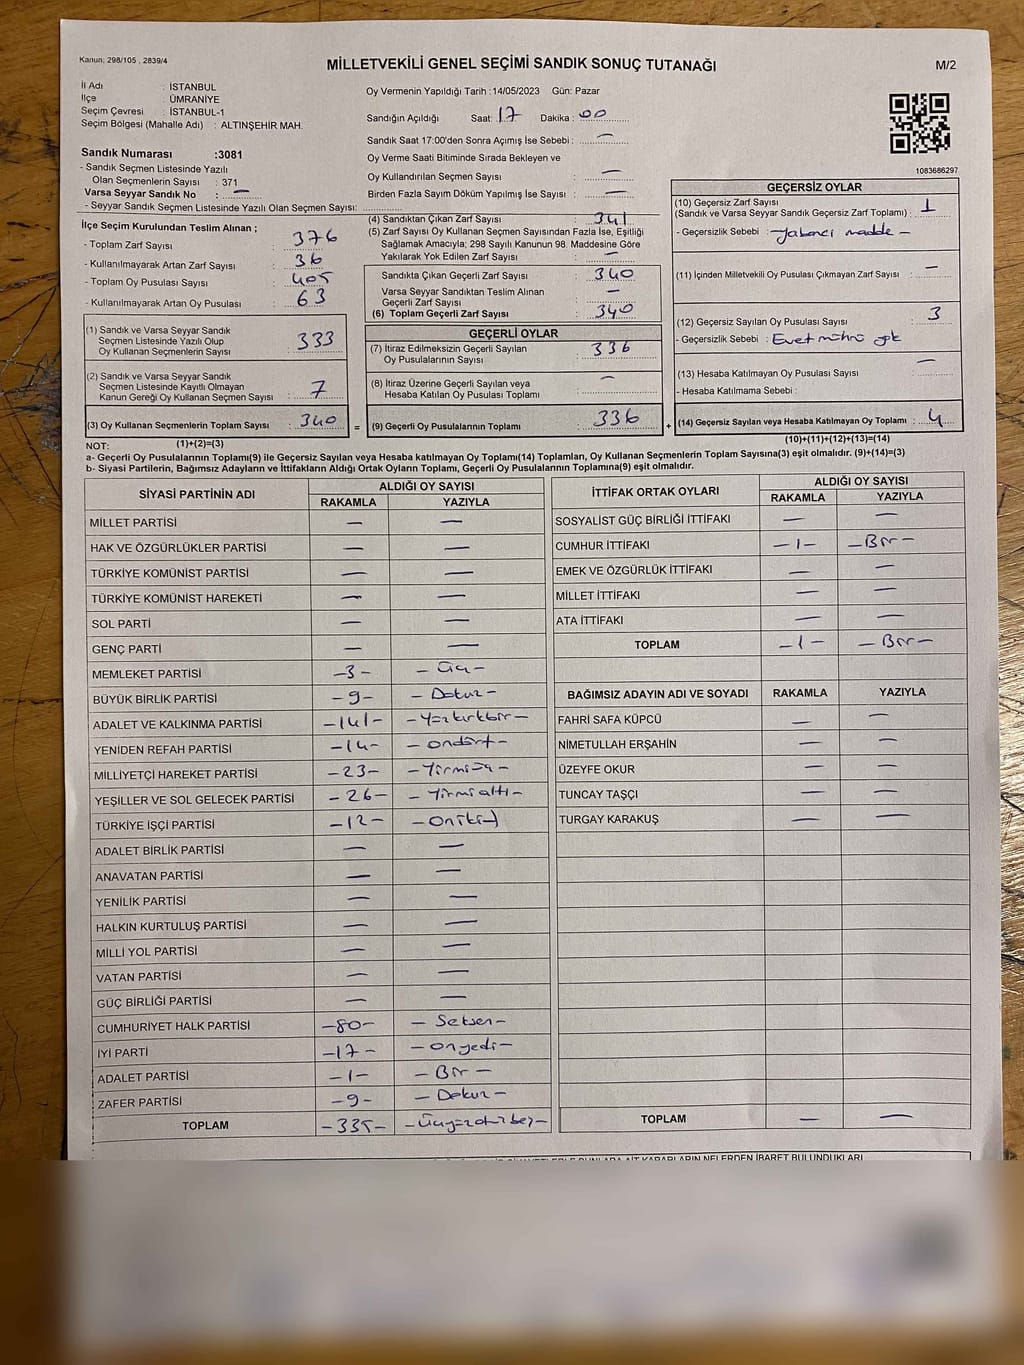 Kanun: 298/105 , 2839/4
MİLLETVEKİLİ GENEL SEÇİMİ SANDIK SONUÇ TUTANAĞI
M/2
İl Adı : İSTANBUL
İlçe : ÜMRANİYE
Seçim Çevresi : İSTANBUL-1
Seçim Bölgesi (Mahalle Adı) : ALTINŞEHİR MAH.
Sandık Numarası :3081
- Sandık Seçmen Listesinde Yazılı
Olan Seçmenlerin Sayısı : 371
Varsa Seyyar Sandık No : —
- Seyyar Sandık Seçmen Listesinde Yazılı Olan Seçmen Sayısı:
İlçe Seçim Kurulundan Teslim Alınan ;
- Toplam Zarf Sayısı : 376
- Kullanılmayarak Artan Zarf Sayısı : 36
- Toplam Oy Pusulası Sayısı : 405
- Kullanılmayarak Artan Oy Pusulası : 63
(1) Sandık ve Varsa Seyyar Sandık
Seçmen Listesinde Yazılı Olup
Oy Kullanan Seçmenlerin Sayısı : 333
(2) Sandık ve Varsa Seyyar Sandık
Seçmen Listesinde Kayıtlı Olmayan
Kanun Gereği Oy Kullanan Seçmen Sayısı : 7
(3) Oy Kullanan Seçmenlerin Toplam Sayısı : 340
Oy Vermenin Yapıldığı Tarih :14/05/2023 Gün: Pazar
Sandığın Açıldığı Saat: 17 Dakika : 00
Sandık Saat 17:00'den Sonra Açımış İse Sebebi : —
Oy Verme Saati Bitiminde Sırada Bekleyen ve
Oy Kullandırılan Seçmen Sayısı : —
Birden Fazla Sayım Döküm Yapılmış İse Sayısı : —
(4) Sandıktan Çıkan Zarf Sayısı : 341
(5) Zarf Sayısı Oy Kullanan Seçmen Sayısından Fazla İse, Eşitliği
Sağlamak Amacıyla; 298 Sayılı Kanunun 98. Maddesine Göre
Yakılarak Yok Edilen Zarf Sayısı : —
Sandıkta Çıkan Geçerli Zarf Sayısı : 340
Varsa Seyyar Sandıktan Teslim Alınan
Geçerli Zarf Sayısı : —
(6) Toplam Geçerli Zarf Sayısı : 340
GEÇERLİ OYLAR
(7) İtiraz Edilmeksizin Geçerli Sayılan
Oy Pusulalarının Sayısı : 336
(8) İtiraz Üzerine Geçerli Sayılan veya
Hesaba Katılan Oy Pusulaları Toplamı : —
= (9) Geçerli Oy Pusulalarının Toplamı : 336
1083686297
GEÇERSİZ OYLAR
(10) Geçersiz Zarf Sayısı
(Sandık ve Varsa Seyyar Sandık Geçersiz Zarf Toplamı) : 1
- Geçersizlik Sebebi : Yabancı madde –
(11) İçinden Milletvekili Oy Pusulası Çıkmayan Zarf Sayısı : —
(12) Geçersiz Sayılan Oy Pusulası Sayısı : 3
- Geçersizlik Sebebi : Evet mührü yok
(13) Hesaba Katılmayan Oy Pusulası Sayısı : —
- Hesaba Katılmama Sebebi :
+ (14) Geçersiz Sayılan veya Hesaba Katılmayan Oy Toplamı : 4
NOT: (1)+(2)=(3) (10)+(11)+(12)+(13)=(14)
a- Geçerli Oy Pusulalarının Toplamı(9) ile Geçersiz Sayılan veya Hesaba katılmayan Oy Toplamı(14) Toplamları, Oy Kullanan Seçmenlerin Toplam Sayısına(3) eşit olmalıdır. (9)+(14)=(3)
b- Siyasi Partilerin, Bağımsız Adayların ve İttifakların Aldığı Ortak Oyların Toplamı, Geçerli Oy Pusulalarının Toplamına(9) eşit olmalıdır.
SİYASİ PARTİNİN ADI ALDIĞI OY SAYISI
RAKAMLA YAZIYLA
MİLLET PARTİSİ — —
HAK VE ÖZGÜRLÜKLER PARTİSİ — —
TÜRKİYE KOMÜNİST PARTİSİ — —
TÜRKİYE KOMÜNİST HAREKETİ — —
SOL PARTİ — —
GENÇ PARTİ — —
MEMLEKET PARTİSİ –3– – Üç –
BÜYÜK BİRLİK PARTİSİ –9– – Dokuz –
ADALET VE KALKINMA PARTİSİ –141– – Yüzkırkbir –
YENİDEN REFAH PARTİSİ –14– – ondört –
MİLLİYETÇİ HAREKET PARTİSİ –23– – Yirmiüç –
YEŞİLLER VE SOL GELECEK PARTİSİ –26– – Yirmialtı –
TÜRKİYE İŞÇİ PARTİSİ –12– – Oniki –
ADALET BİRLİK PARTİSİ — —
ANAVATAN PARTİSİ — —
YENİLİK PARTİSİ — —
HALKIN KURTULUŞ PARTİSİ — —
MİLLİ YOL PARTİSİ — —
VATAN PARTİSİ — —
GÜÇ BİRLİĞİ PARTİSİ — —
CUMHURİYET HALK PARTİSİ –80– – Seksen –
İYİ PARTİ –17– – onyedi –
ADALET PARTİSİ –1– – Bir –
ZAFER PARTİSİ –9– – Dokuz –
TOPLAM –335– – Üçyüzotuzbeş –
İTTİFAK ORTAK OYLARI ALDIĞI OY SAYISI
RAKAMLA YAZIYLA
SOSYALİST GÜÇ BİRLİĞİ İTTİFAKI — —
CUMHUR İTTİFAKI –1– – Bir –
EMEK VE ÖZGÜRLÜK İTTİFAKI — —
MİLLET İTTİFAKI — —
ATA İTTİFAKI — —
TOPLAM –1– – Bir –
BAĞIMSIZ ADAYIN ADI VE SOYADI RAKAMLA YAZIYLA
FAHRİ SAFA KÜPCÜ — —
NİMETULLAH ERŞAHİN — —
ÜZEYFE OKUR — —
TUNCAY TAŞÇI — —
TURGAY KARAKUŞ — —
TOPLAM — —